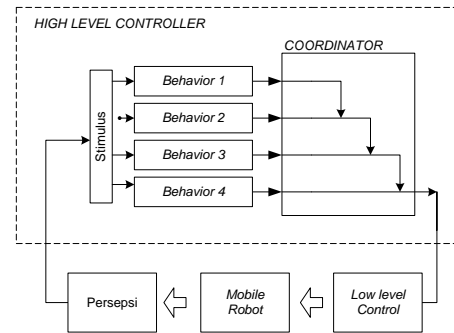 HIGH LEVEL CONTROLLER
COORDINATOR
Stimulus
Behavior 1
Behavior 2
Behavior 3
Behavior 4
Persepsi
Mobile
Robot
Low level
Control